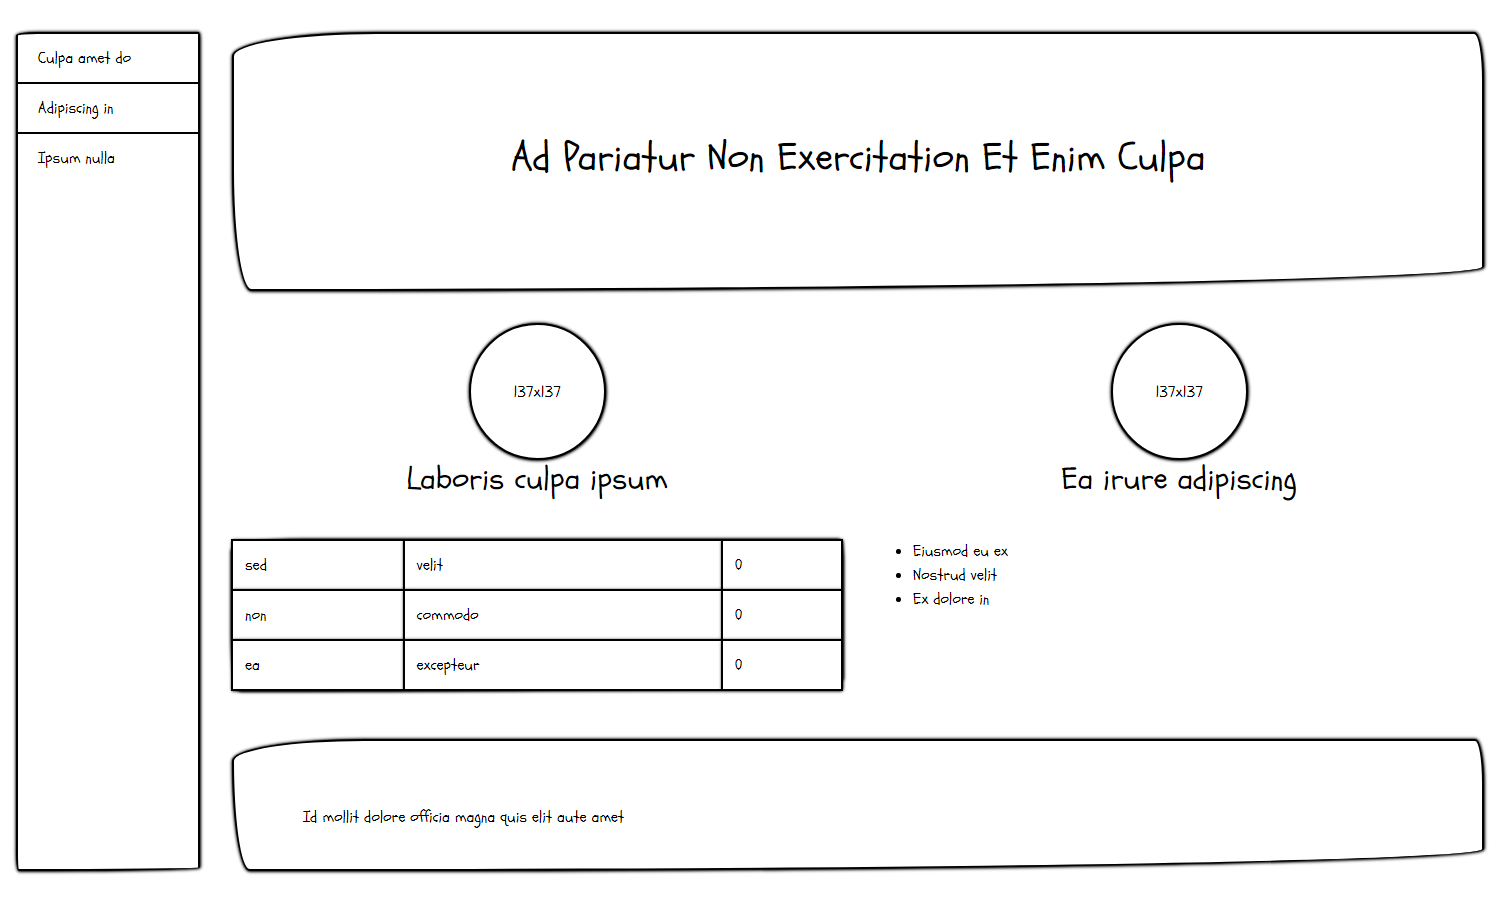 Culpa amet do
Adipiscing in
Ipsum nulla
Ad Pariatur Non Exercitation Et Enim Culpa
137x137
Laboris culpa ipsum
137x137
Ea irure adipiscing
sed velit 0
non commodo 0
ea excepteur 0
Eiusmod eu ex
Nostrud velit
Ex dolore in
Id mollit dolore officia magna quis elit aute amet